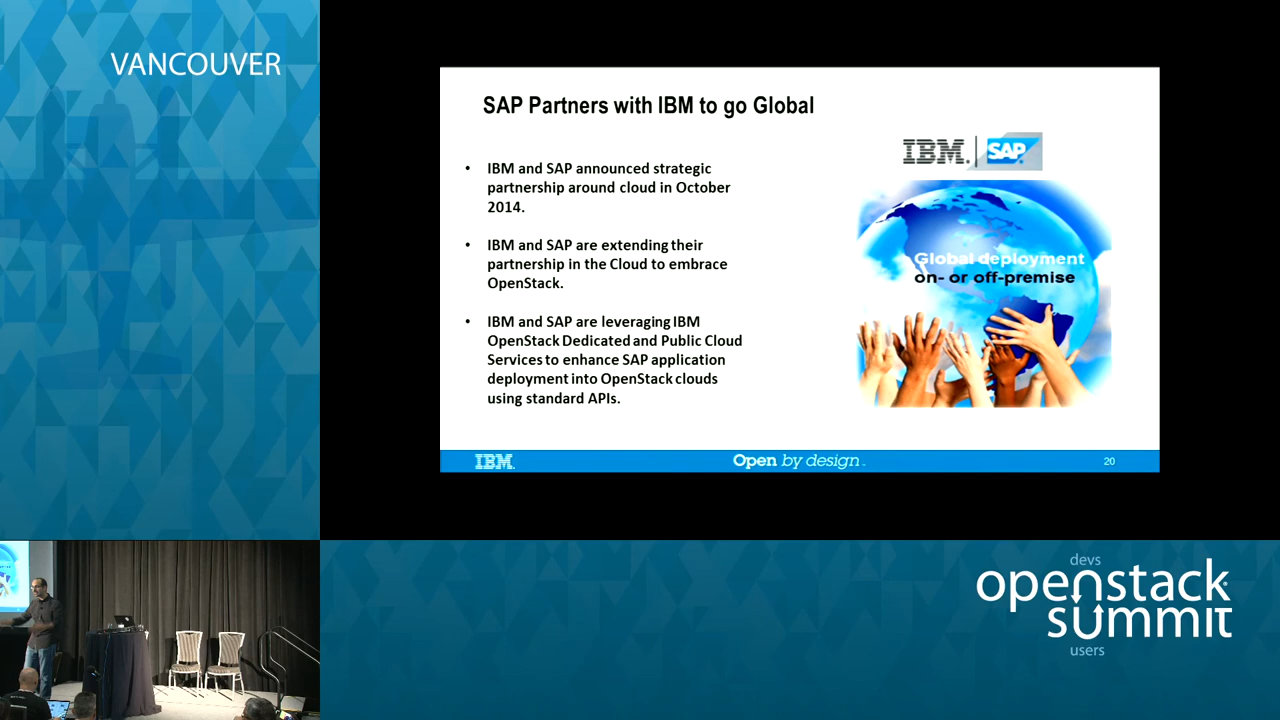 VANCOUVER
SAP Partners with IBM to go Global
IBM | SAP
• IBM and SAP announced strategic
partnership around cloud in October
2014.
• IBM and SAP are extending their
partnership in the Cloud to embrace
OpenStack.
• IBM and SAP are leveraging IBM
OpenStack Dedicated and Public Cloud
Services to enhance SAP application
deployment into OpenStack clouds
using standard APIs.
Global deployment
on- or off-premise
IBM
Open by design
20
devs
openstack
summit
users